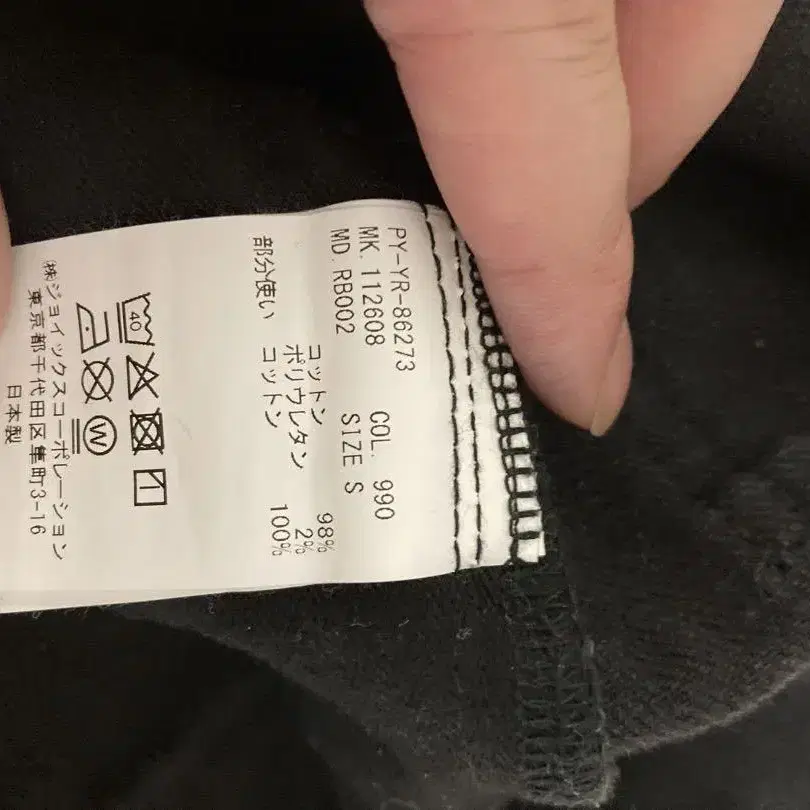 PY-YR-86273
MK. 112608 COL. 990
MD. RB002 SIZE S
コットン 98%
ポリウレタン 2%
部分使い コットン 100%
40
W
㈱ジョイックスコーポレーション
東京都千代田区隼町3-16
日本製